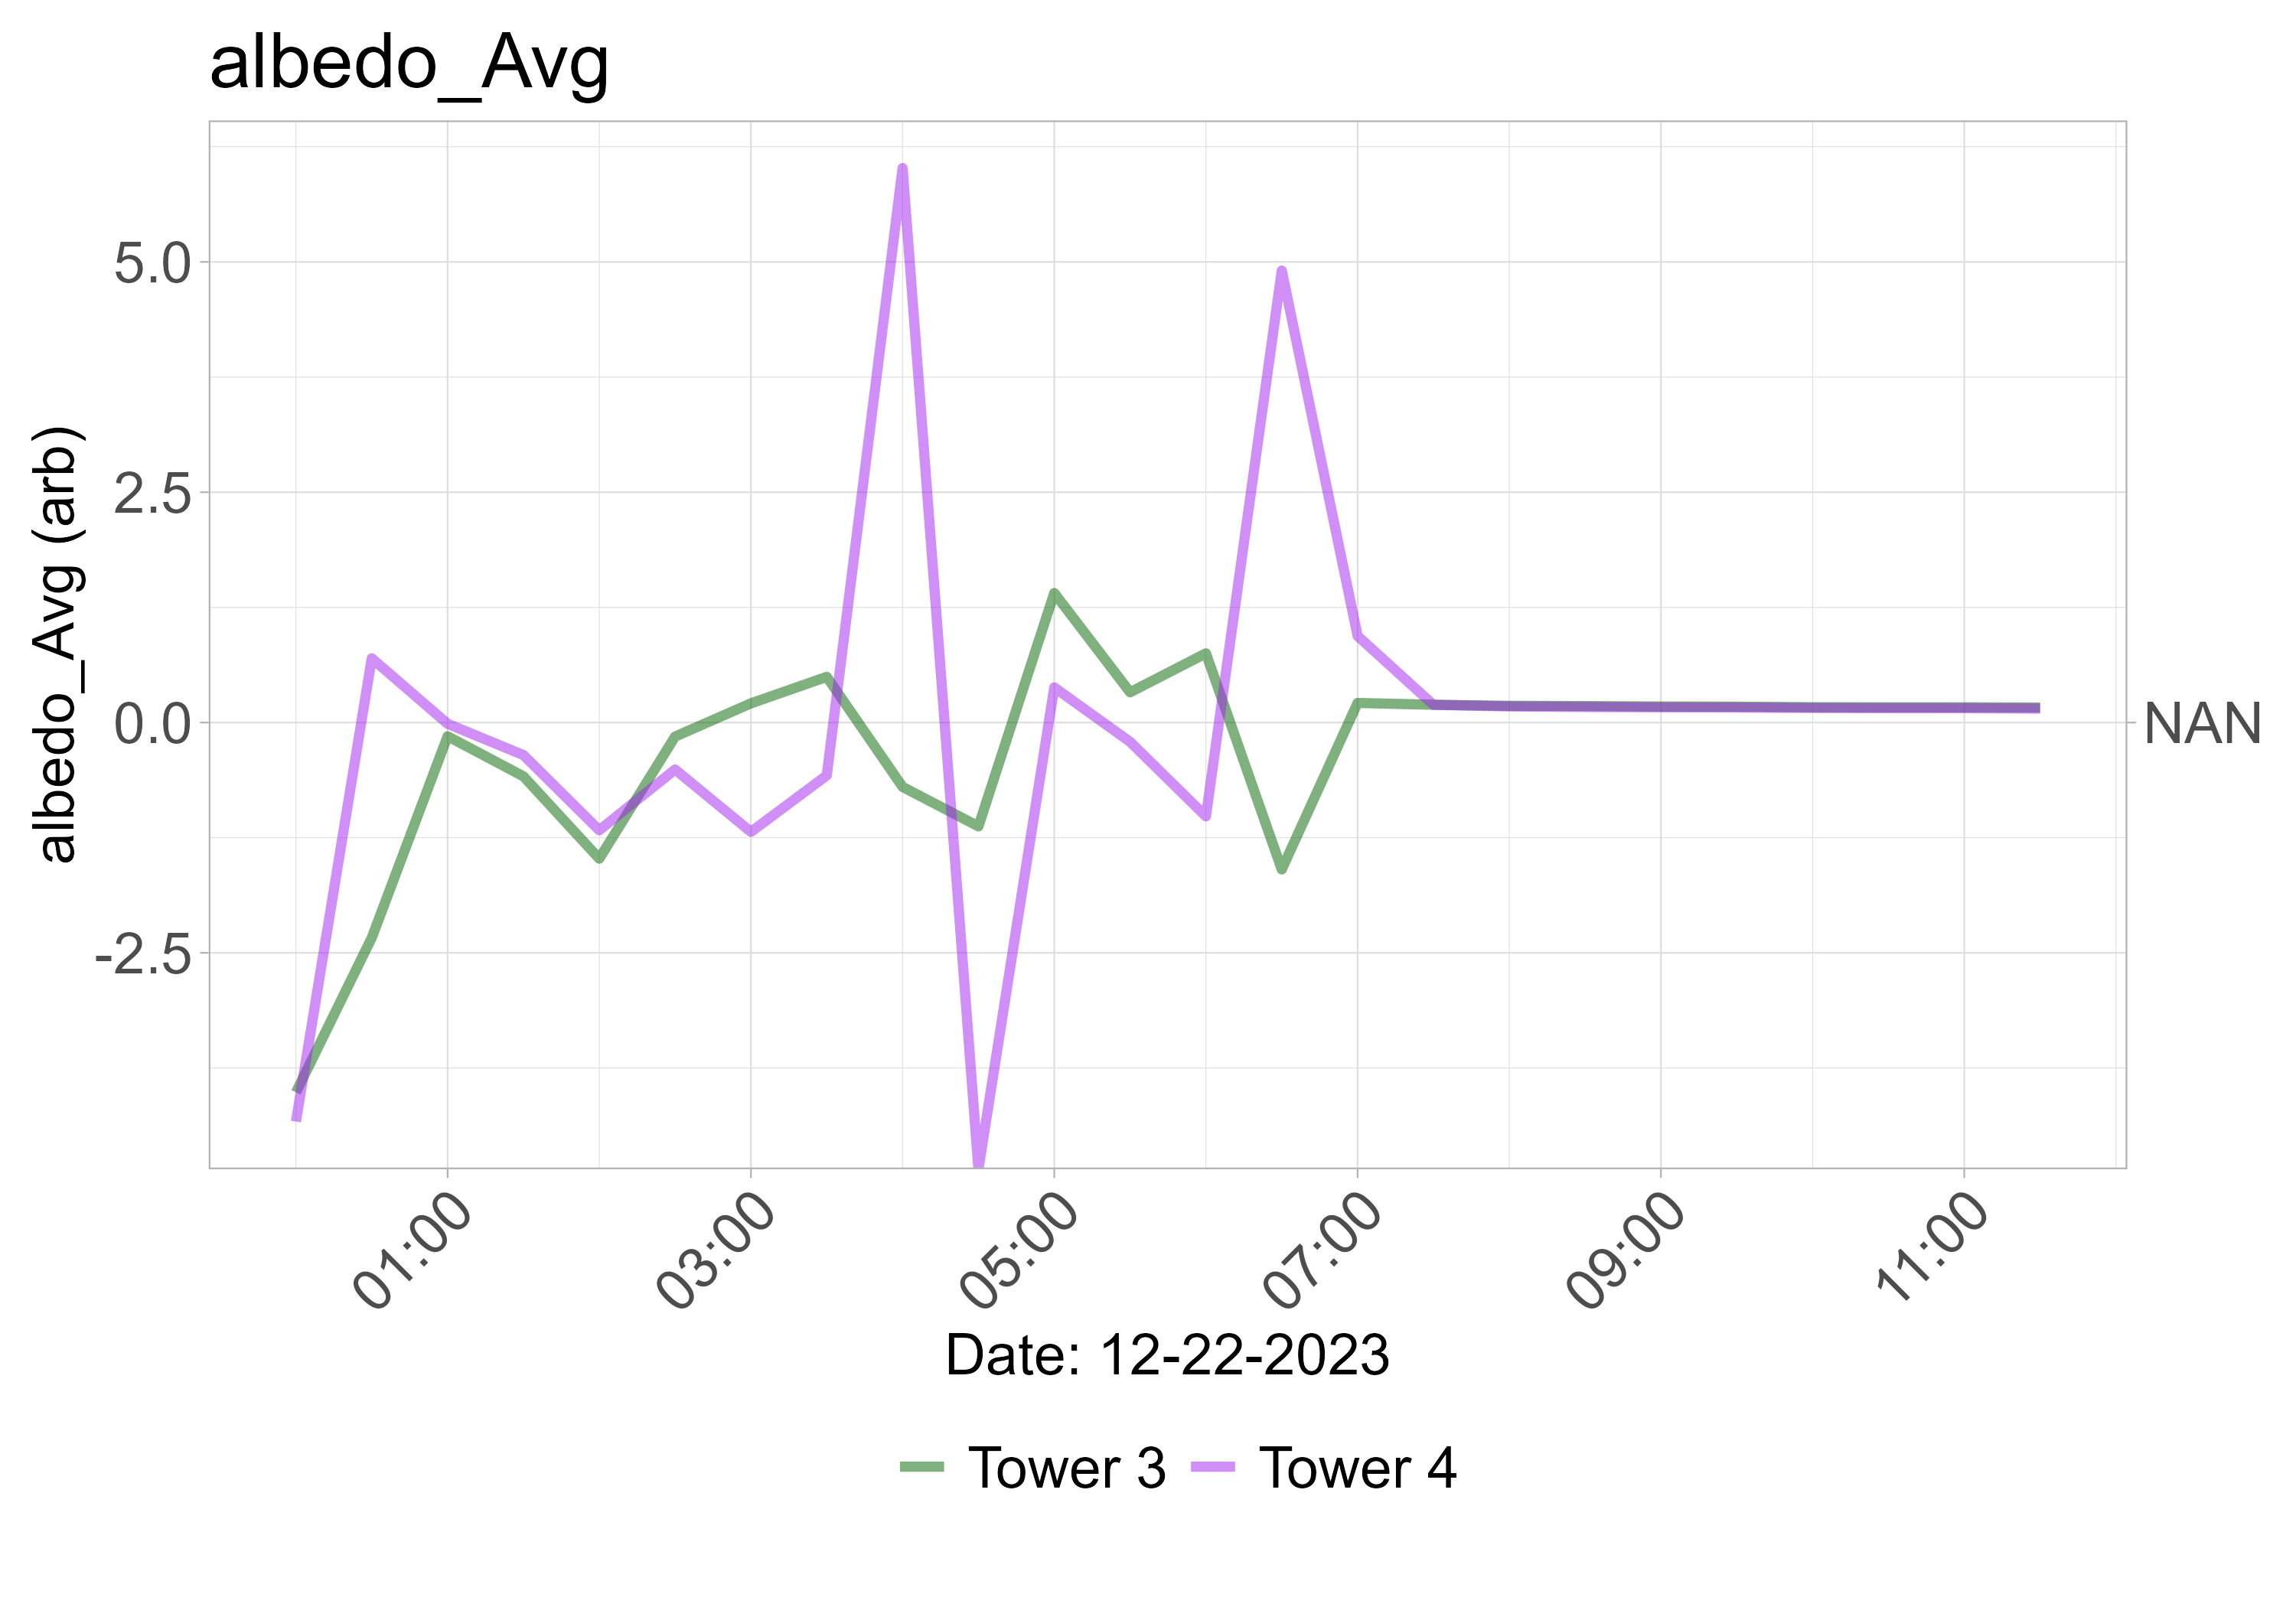 albedo_Avg
albedo_Avg (arb)
5.0
2.5
0.0
-2.5
NAN
01:00
03:00
05:00
07:00
09:00
11:00
Date: 12-22-2023
Tower 3
Tower 4